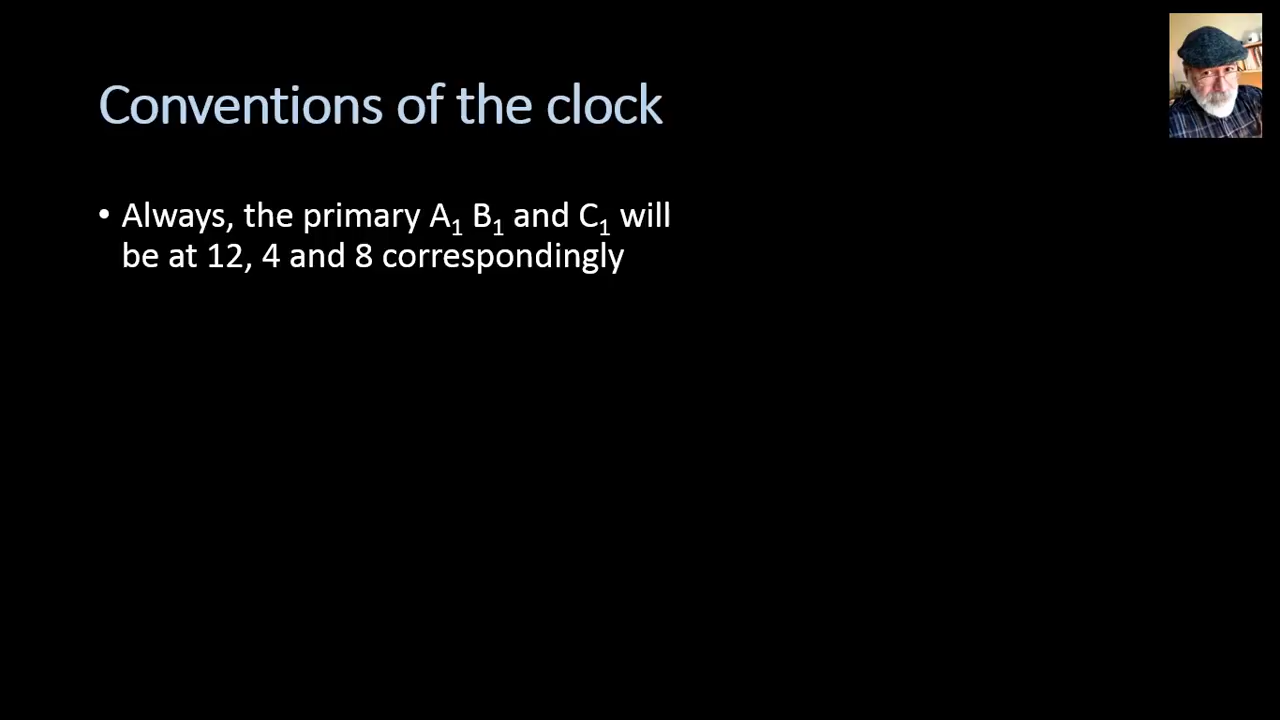 Conventions of the clock
• Always, the primary A₁ B₁ and C₁ will
be at 12, 4 and 8 correspondingly